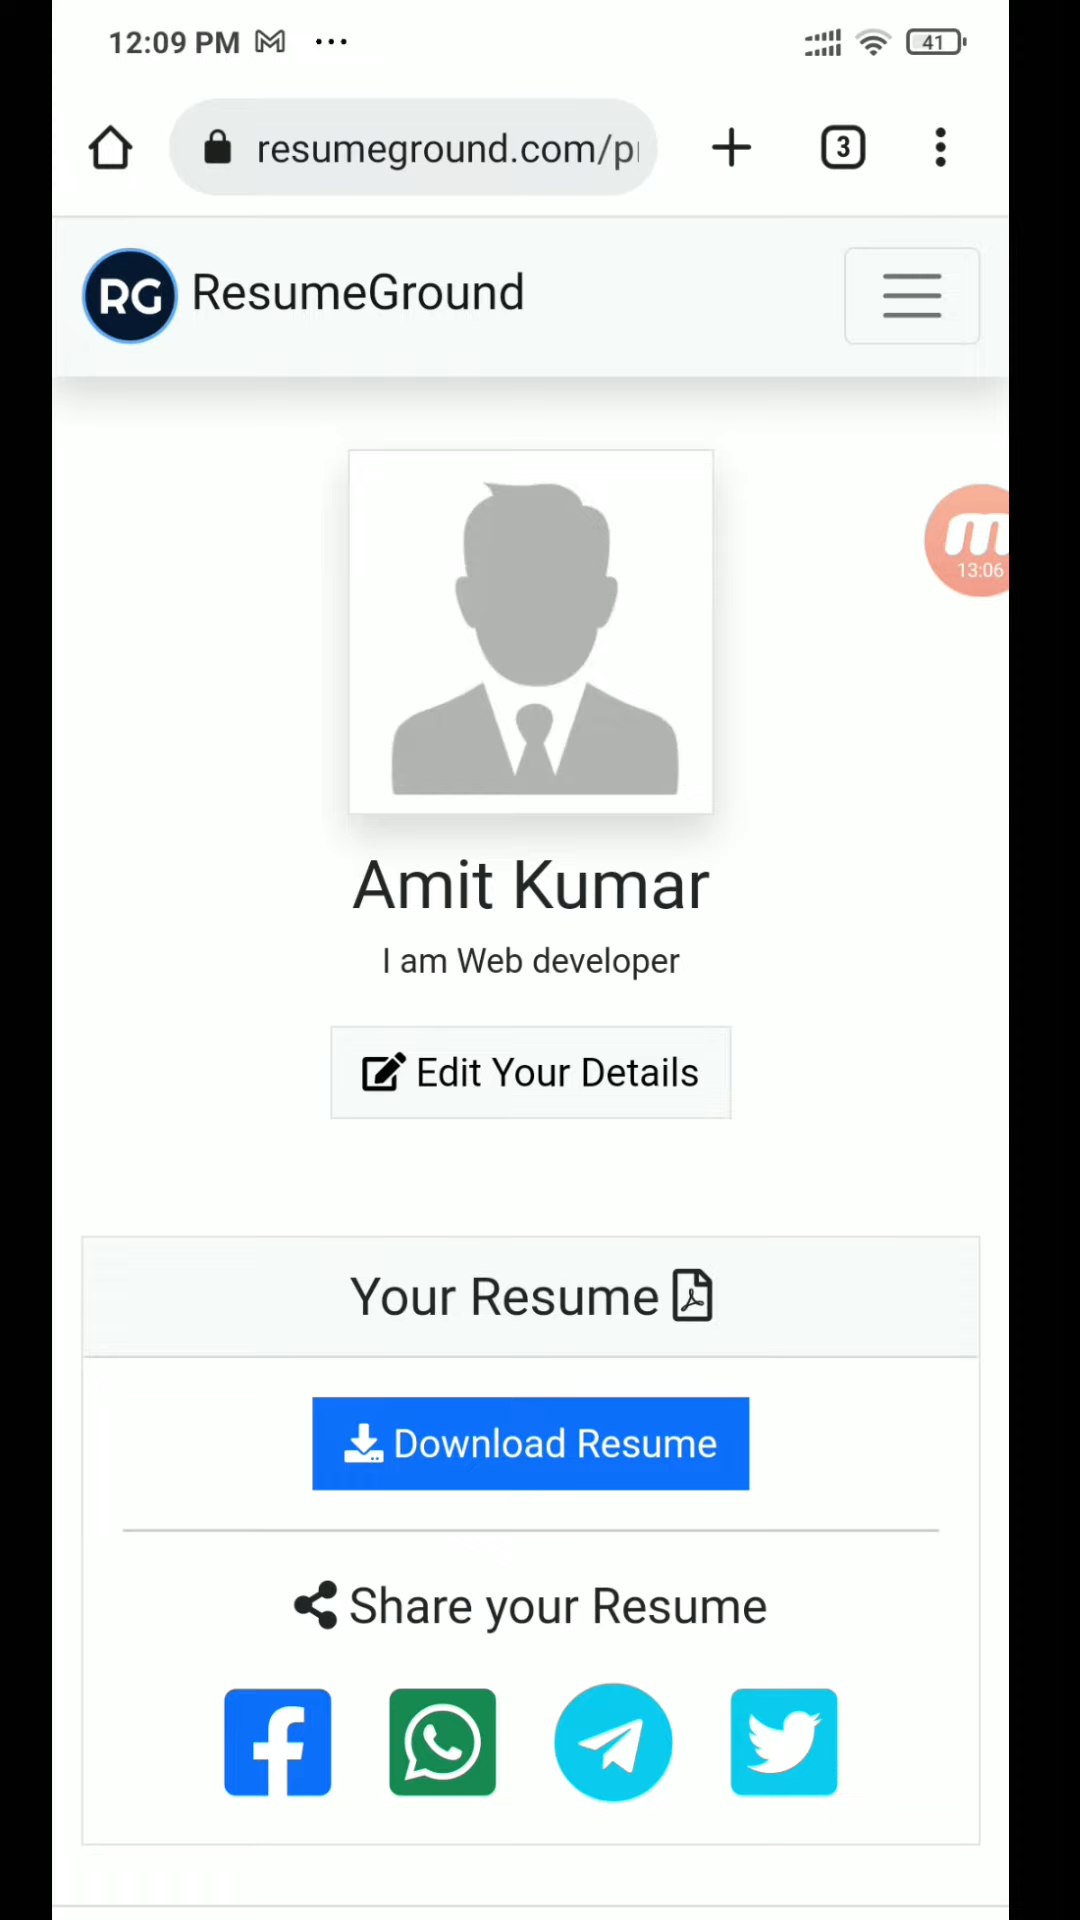 12:09 PM
41
resumeground.com/p
3
RG ResumeGround
13:06
Amit Kumar
I am Web developer
Edit Your Details
Your Resume
Download Resume
Share your Resume